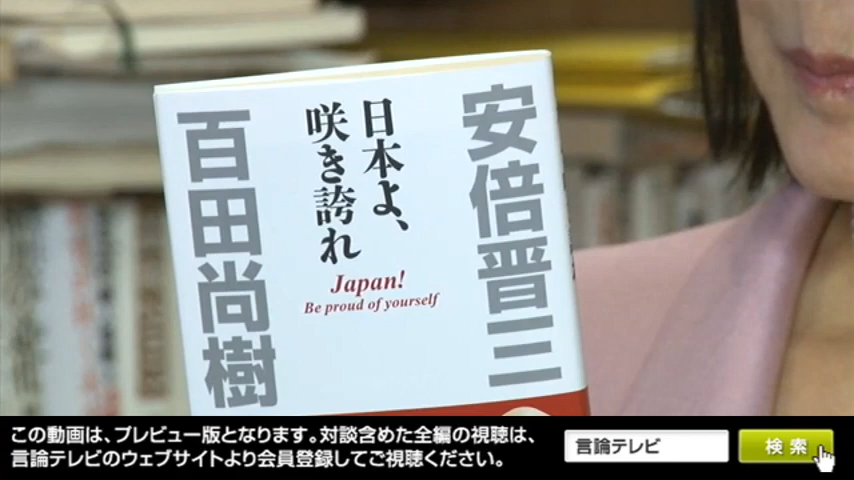 安倍晋三
日本よ、
咲き誇れ
Japan!
Be proud of yourself
百田尚樹
この動画は、プレビュー版となります。対談含めた全編の視聴は、
言論テレビのウェブサイトより会員登録してご視聴ください。
言論テレビ
検索